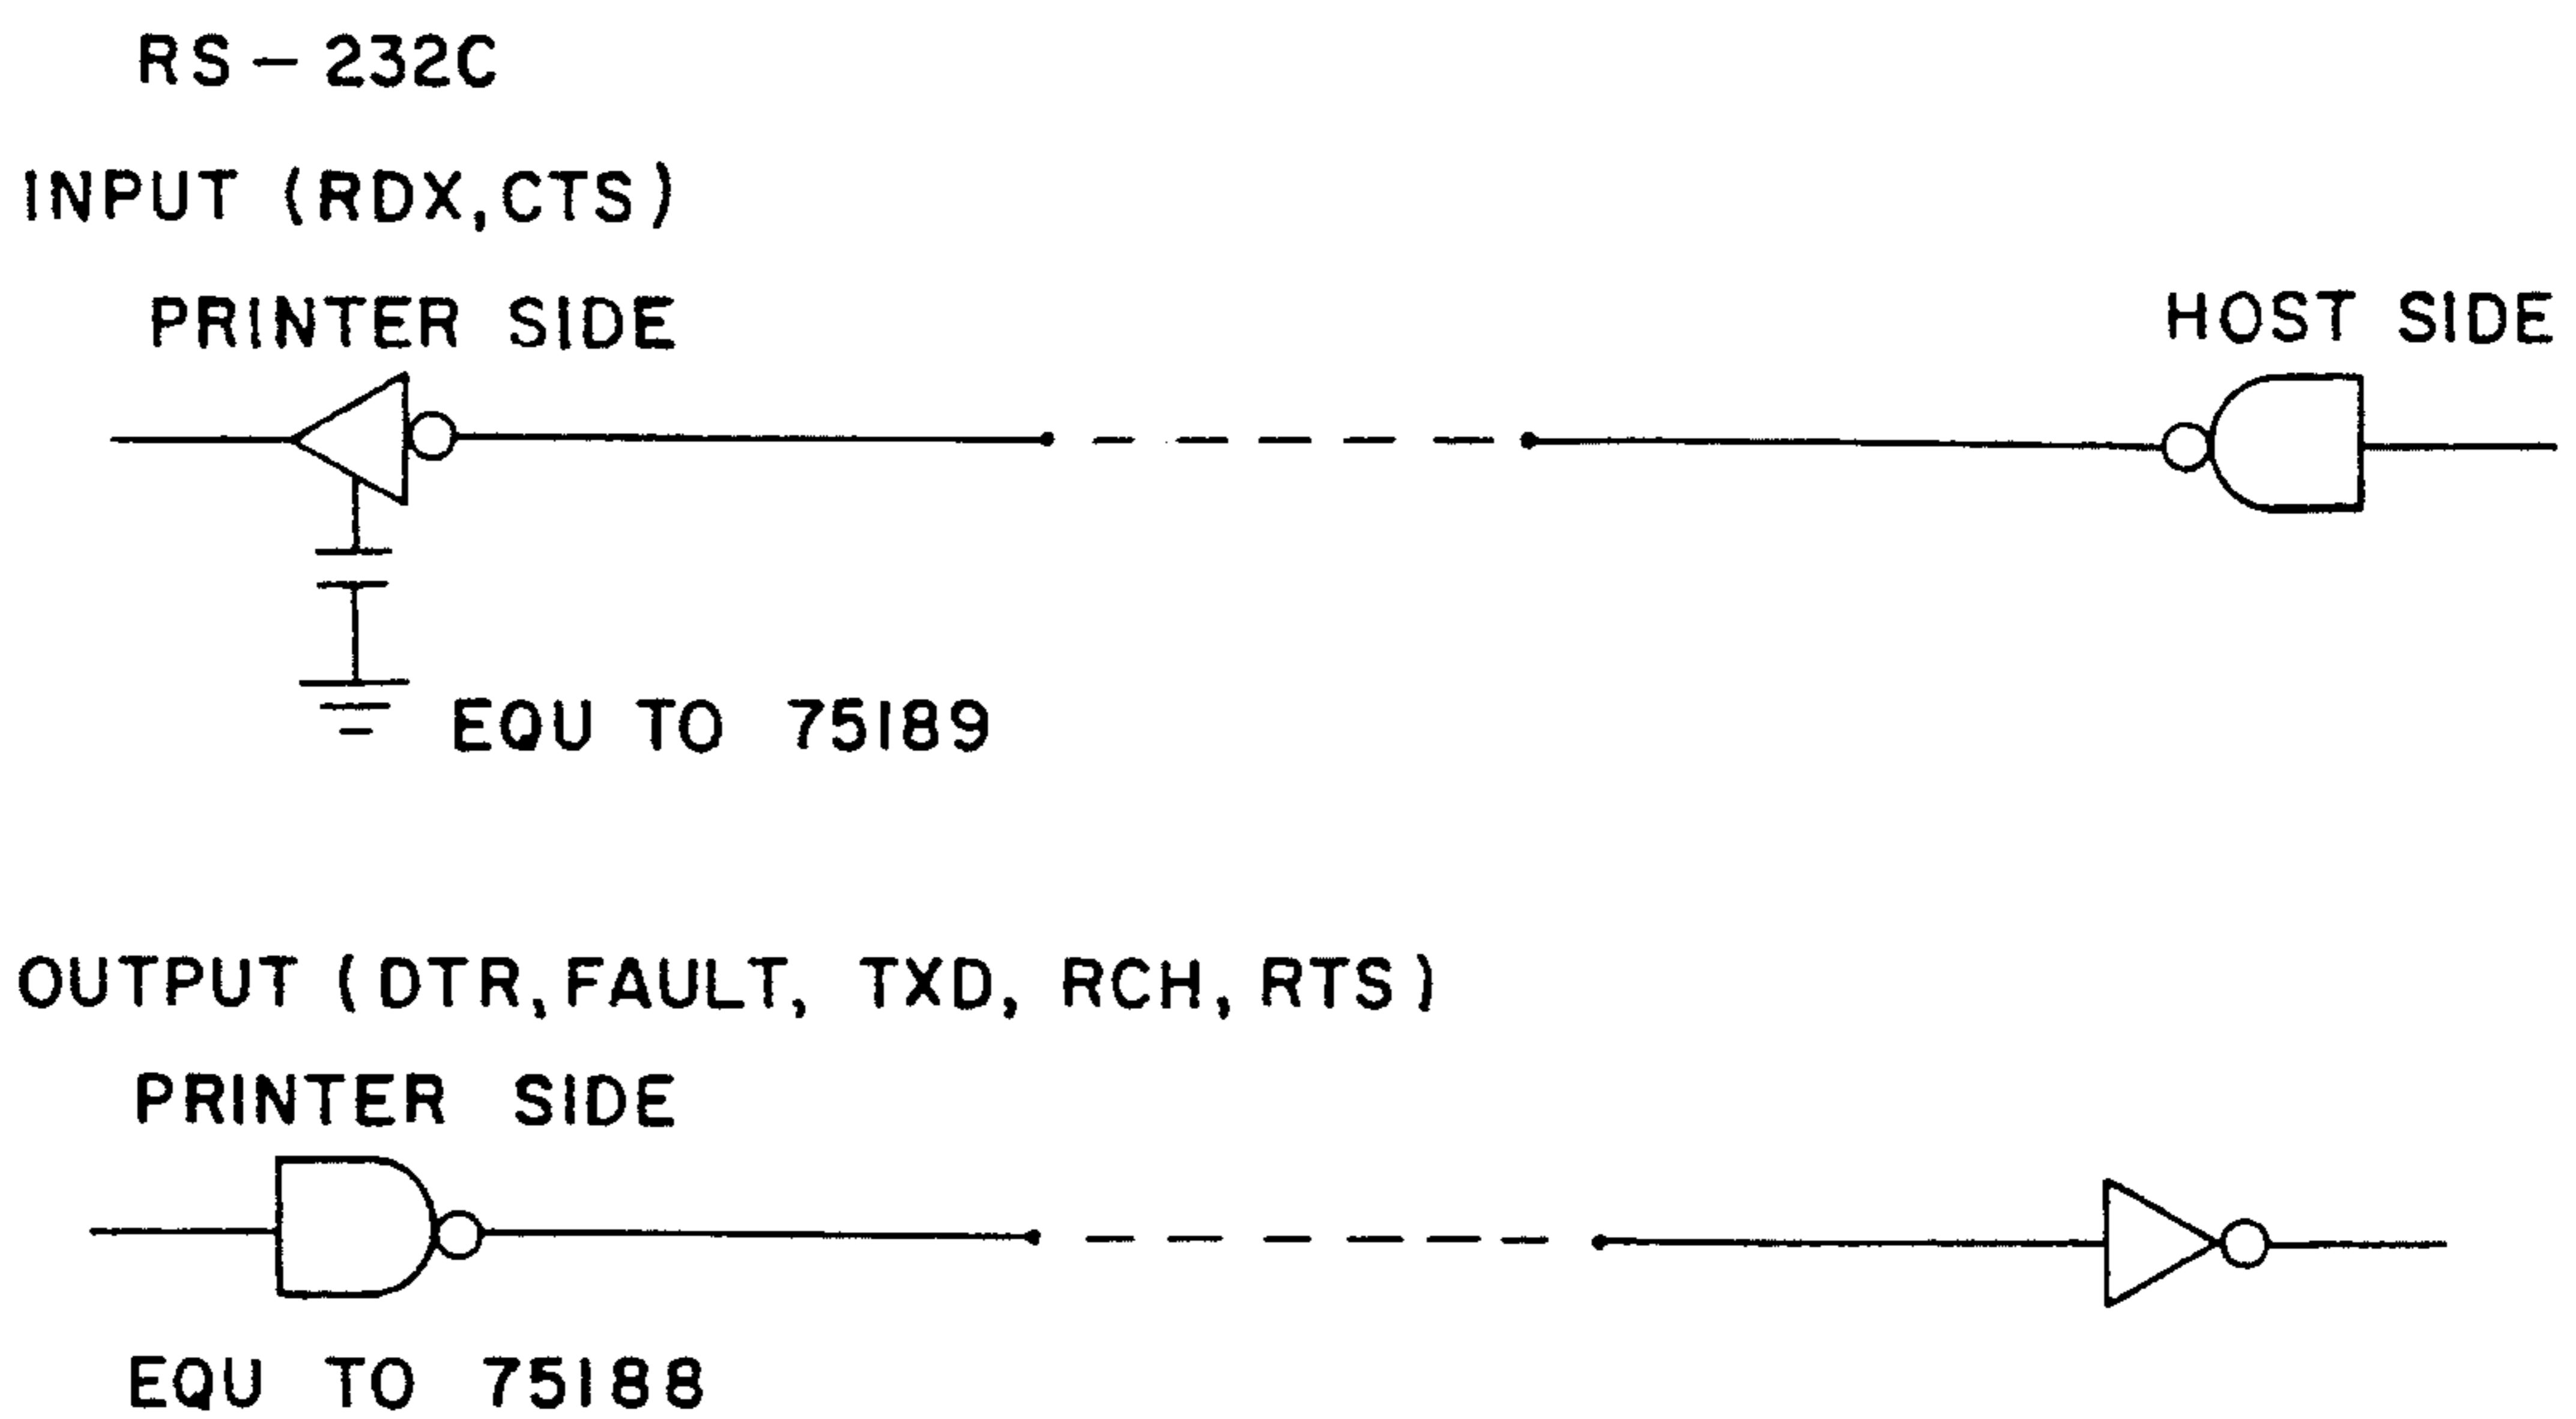 RS-232C
INPUT (RDX,CTS)
PRINTER SIDE
HOST SIDE
EQU TO 75189
OUTPUT (DTR, FAULT, TXD, RCH, RTS)
PRINTER SIDE
EQU TO 75188